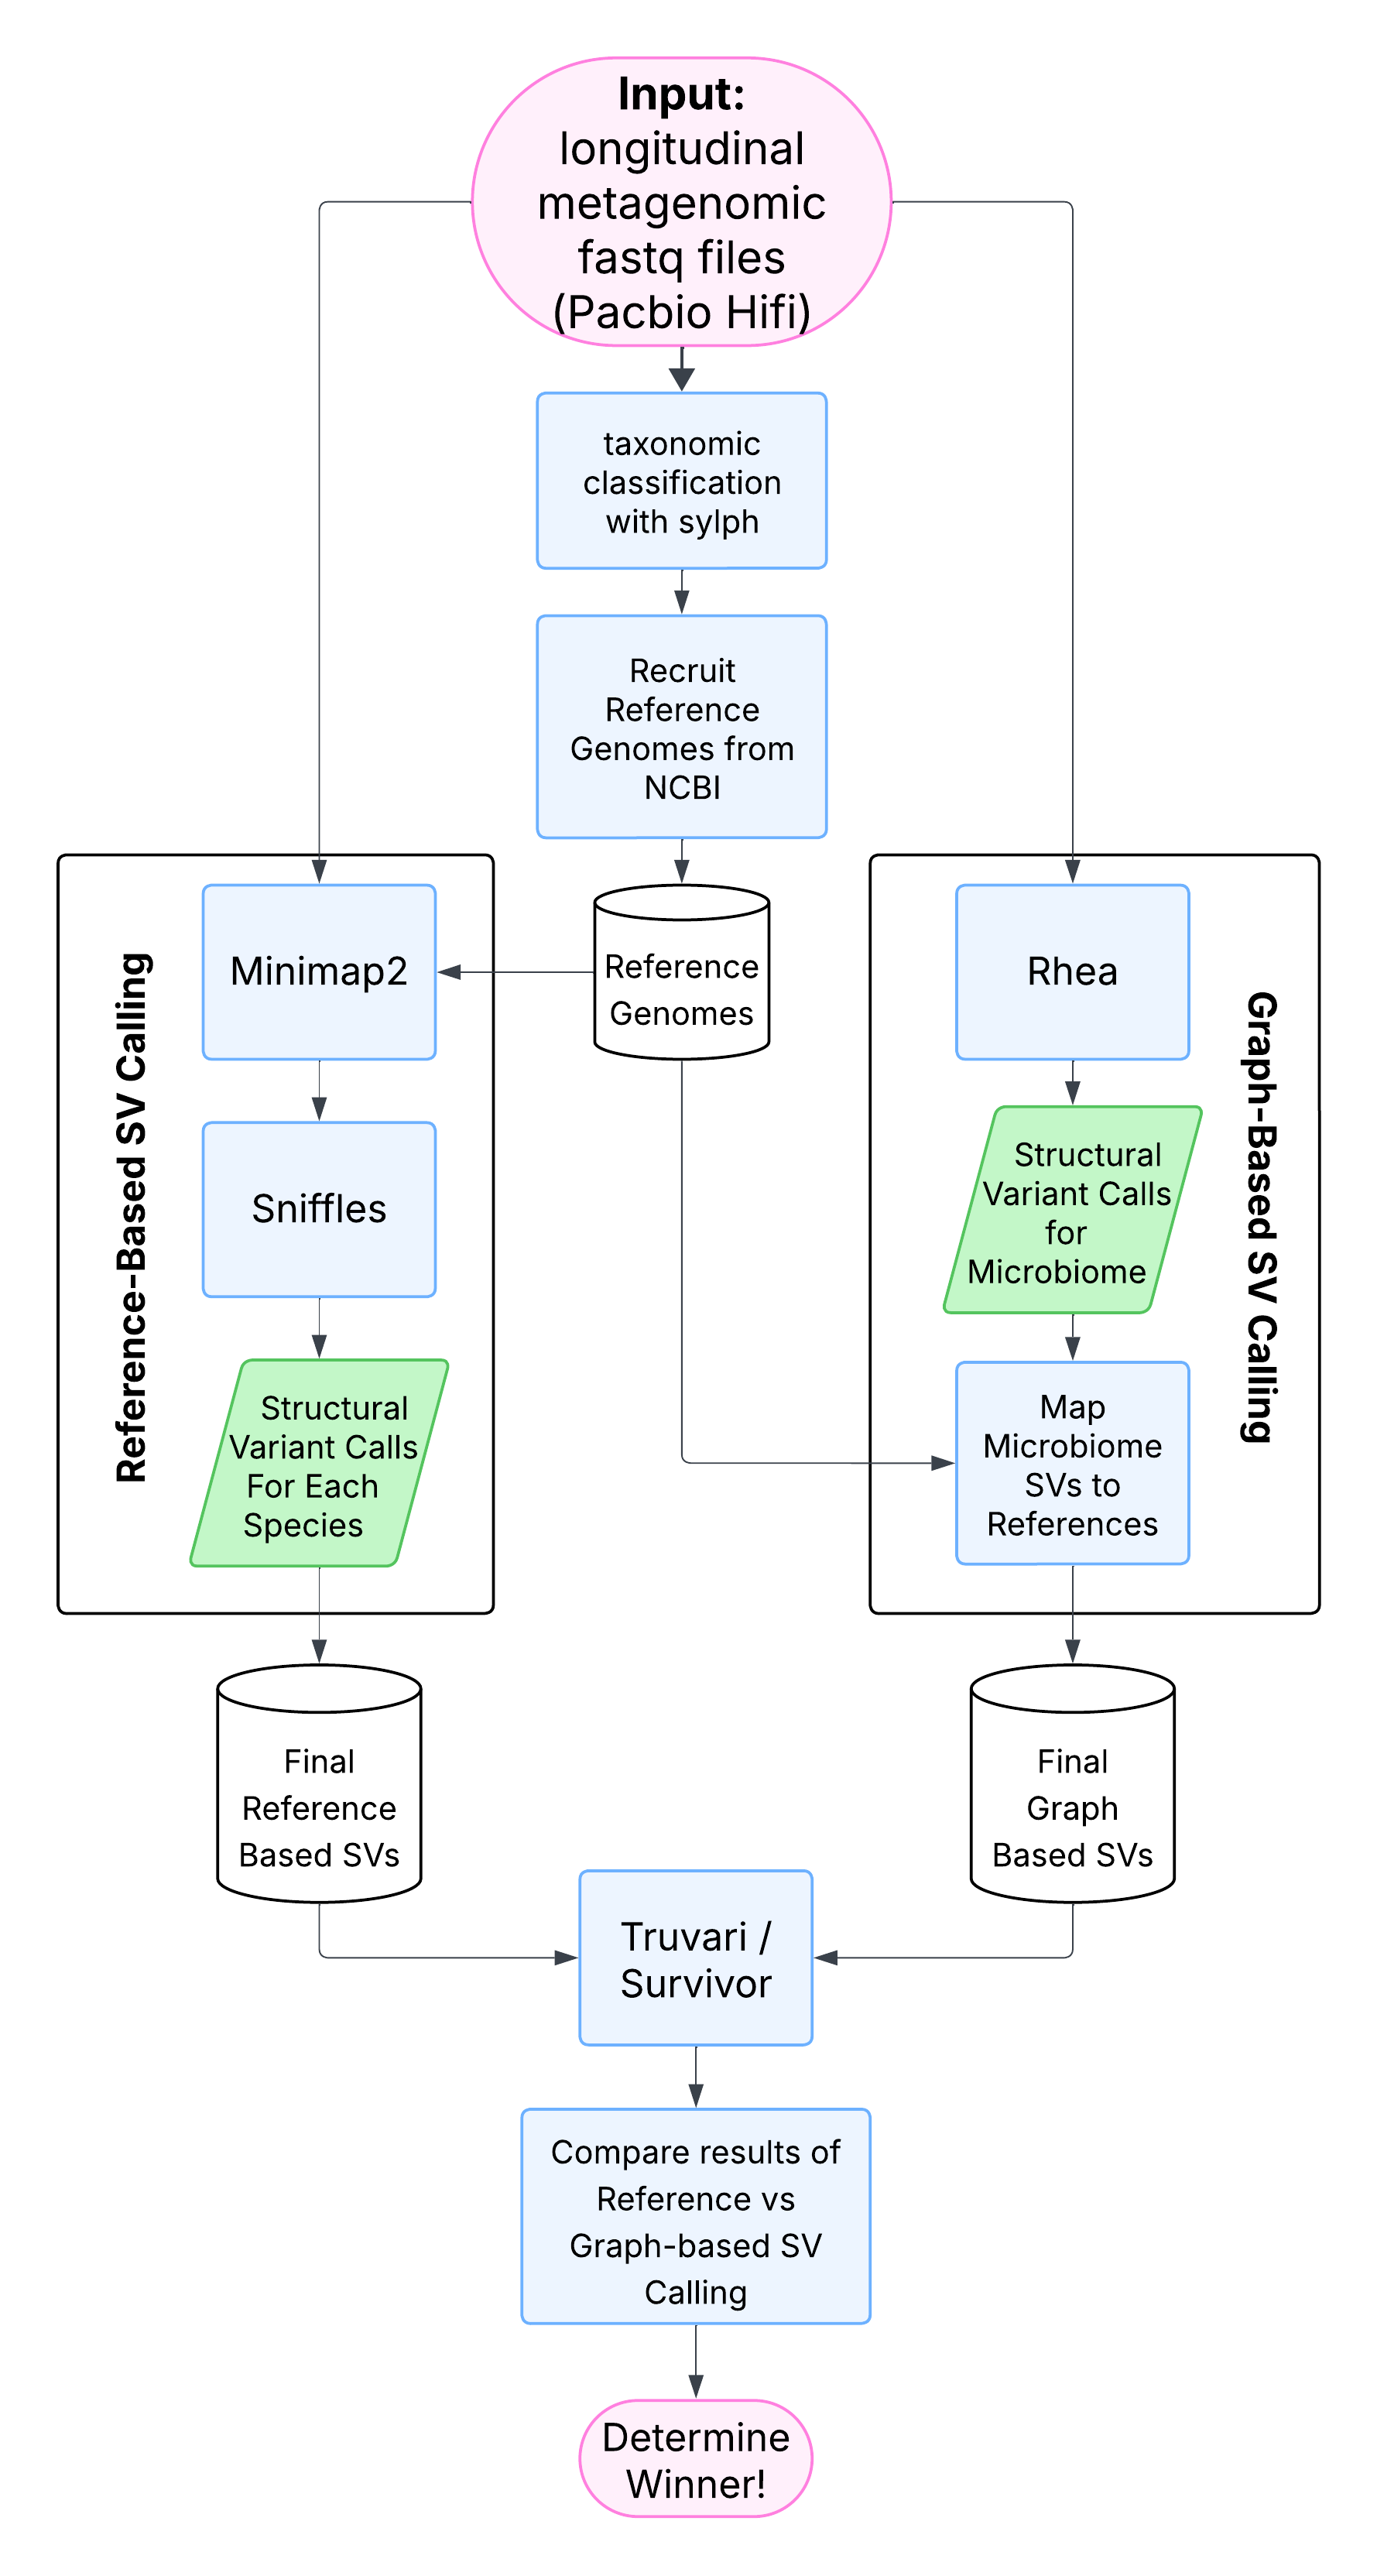 Input:
longitudinal
metagenomic
fastq files
(Pacbio Hifi)
taxonomic
classification
with sylph
Recruit
Reference
Genomes from
NCBI
Reference-Based SV Calling
Minimap2
Sniffles
Structural
Variant Calls
For Each
Species
Reference
Genomes
Rhea
Structural
Variant Calls
for
Microbiome
Map
Microbiome
SVs to
References
Graph-Based SV Calling
Final
Reference
Based SVs
Final
Graph
Based SVs
Truvari /
Survivor
Compare results of
Reference vs
Graph-based SV
Calling
Determine
Winner!